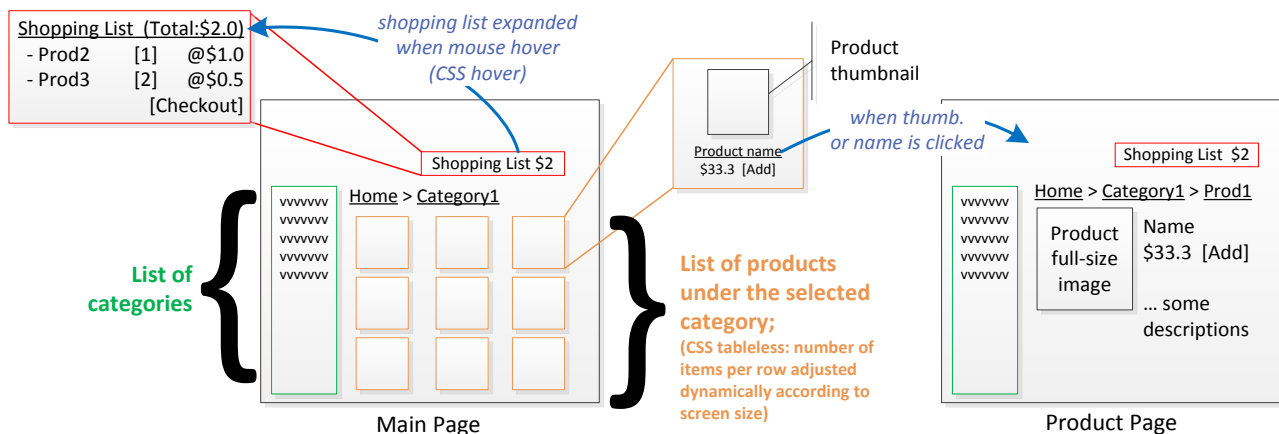 Shopping List (Total:$2.0)
- Prod2 [1] @$1.0
- Prod3 [2] @$0.5
[Checkout]
shopping list expanded
when mouse hover
(CSS hover)
Product
thumbnail
Product name
$33.3 [Add]
when thumb.
or name is clicked
Shopping List $2
Home > Category1
vvvvvvv
vvvvvvv
vvvvvvv
vvvvvvv
vvvvvvv
List of
categories
List of products
under the selected
category;
(CSS tableless: number of
items per row adjusted
dynamically according to
screen size)
Main Page
Shopping List $2
Home > Category1 > Prod1
vvvvvvv
vvvvvvv
vvvvvvv
vvvvvvv
vvvvvvv
Product
full-size
image
Name
$33.3 [Add]
... some
descriptions
Product Page